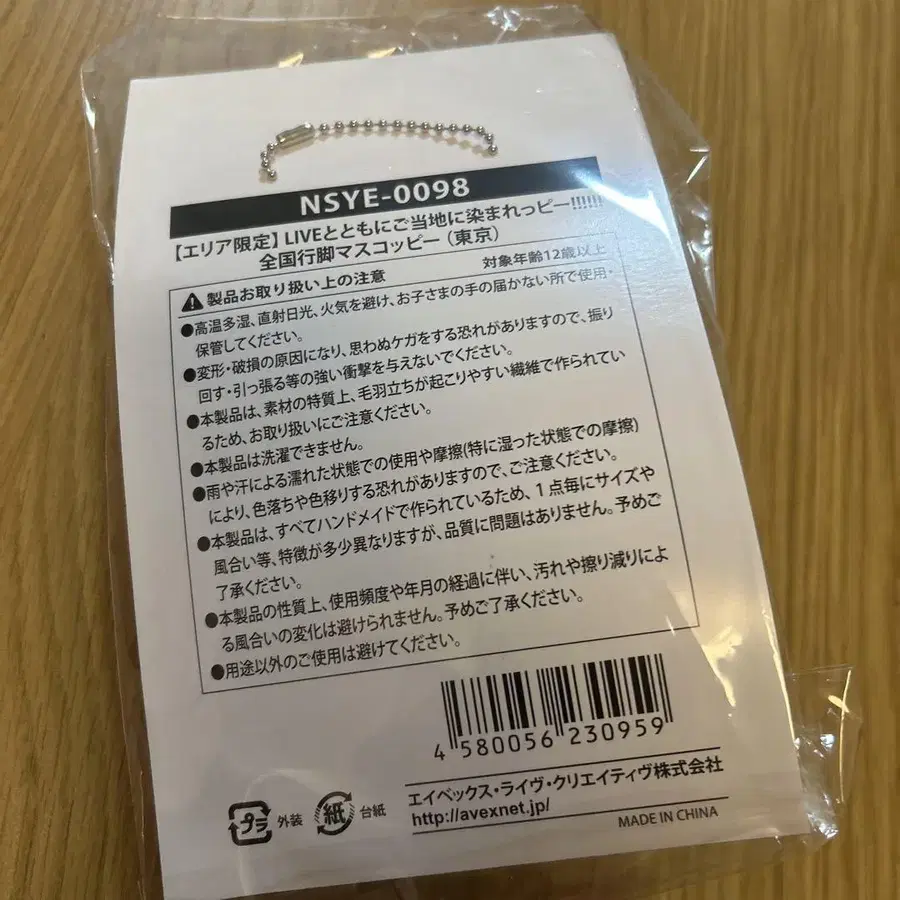 NSYE-0098
【エリア限定】LIVEとともにご当地に染まれっピー!!!!!!
全国行脚マスコッピー（東京）
製品お取り扱い上の注意 対象年齢12歳以上
●高温多湿、直射日光、火気を避け、お子さまの手の届かない所で使用・
保管してください。
●変形・破損の原因になり、思わぬケガをする恐れがありますので、振り
回す・引っ張る等の強い衝撃を与えないでください。
●本製品は、素材の特質上、毛羽立ちが起こりやすい繊維で作られてい
るため、お取り扱いにご注意ください。
●本製品は洗濯できません。
●雨や汗による濡れた状態での使用や摩擦(特に湿った状態での摩擦)
により、色落ちや色移りする恐れがありますので、ご注意ください。
●本製品は、すべてハンドメイドで作られているため、1点毎にサイズや
風合い等、特徴が多少異なりますが、品質に問題はありません。予めご
了承ください。
●本製品の性質上、使用頻度や年月の経過に伴い、汚れや擦り減りによ
る風合いの変化は避けられません。予めご了承ください。
●用途以外のご使用は避けてください。
4 580056 230959
プラ 外装 紙 台紙
エイベックス・ライヴ・クリエイティヴ株式会社
http://avexnet.jp/
MADE IN CHINA